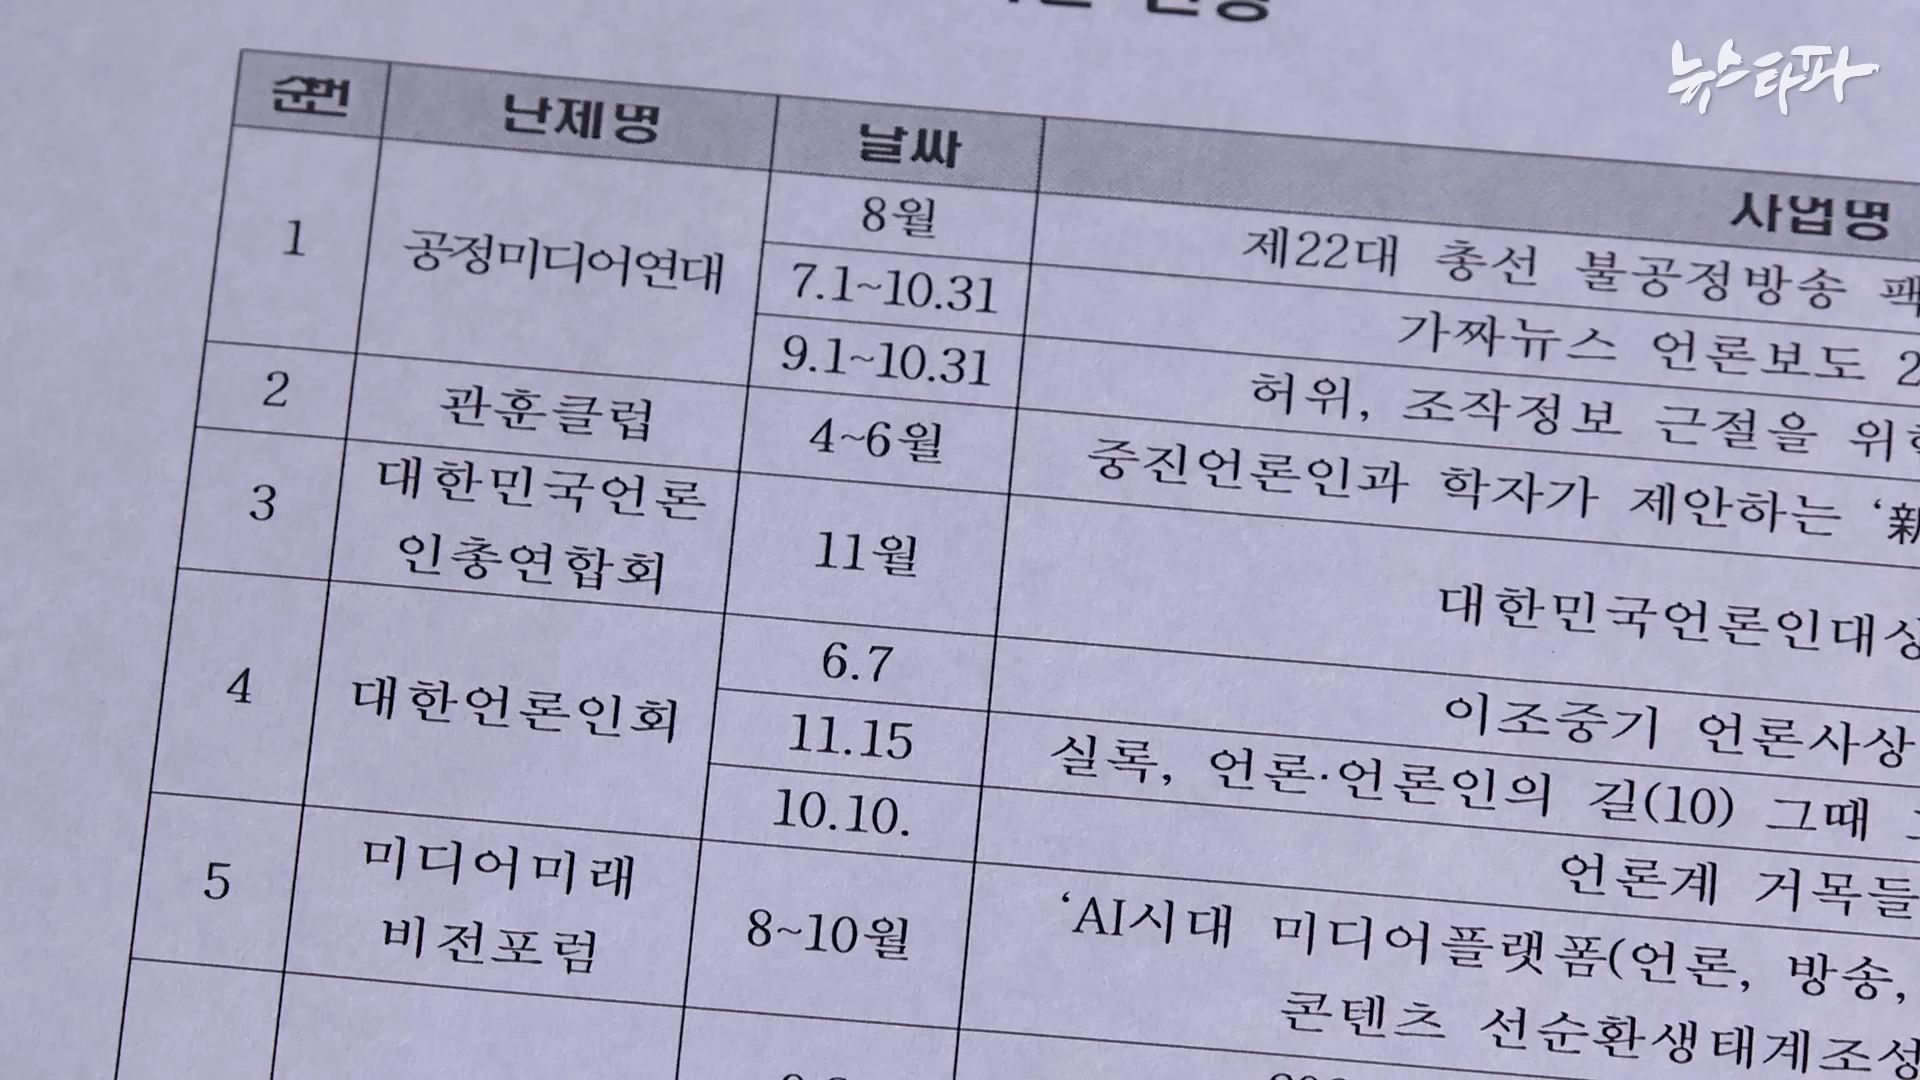 뉴스타파
순번 단체명 날짜 사업명
1 공정미디어연대 8월 제22대 총선 불공정방송
7.1~10.31 가짜뉴스 언론보도
9.1~10.31 허위, 조작정보 근절을
2 관훈클럽 4~6월 중진언론인과 학자가 제안하는 ‘新
3 대한민국언론
인총연합회 11월 대한민국언론인대상
4 대한언론인회 6.7 이조중기 언론사상
11.15 실록, 언론·언론인의 길(10) 그때
10.10. 언론계 거목들
5 미디어미래
비전포럼 8~10월 ‘AI시대 미디어플랫폼(언론, 방송,
콘텐츠 선순환생태계조성